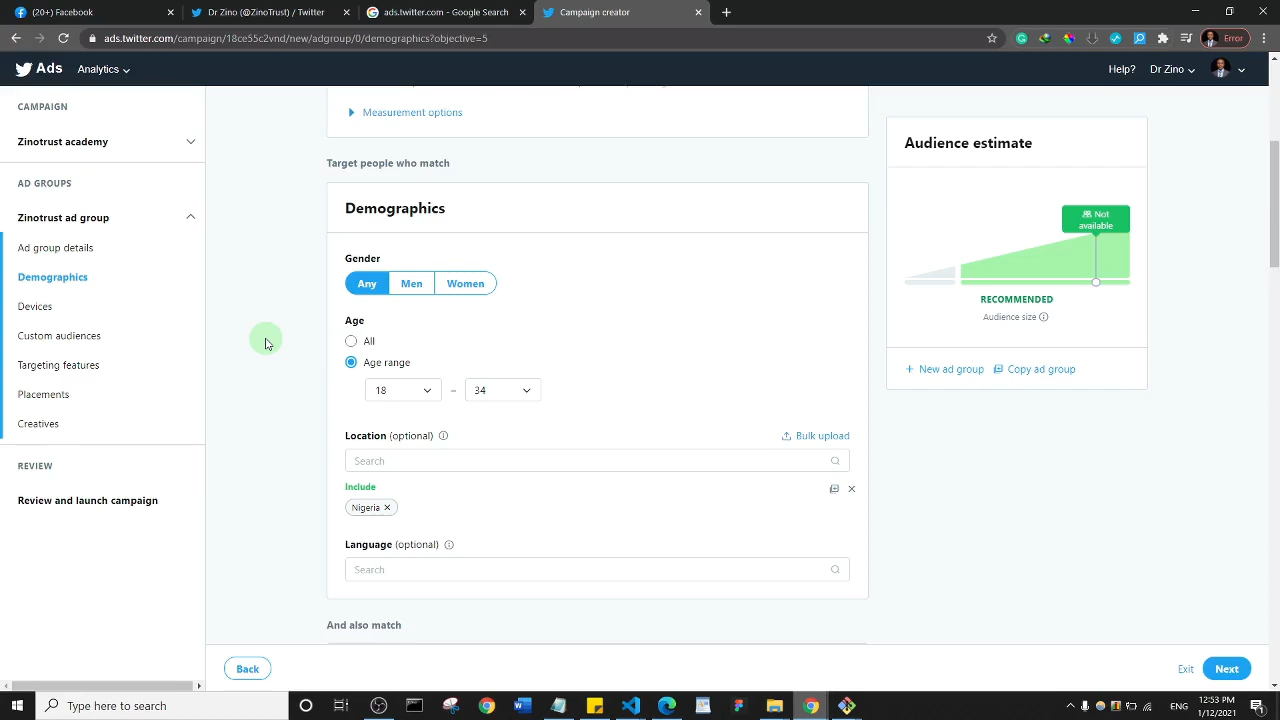 (20+) Facebook
Dr Zino (@ZinoTrust) / Twitter
ads.twitter.com - Google Search
Campaign creator
ads.twitter.com/campaign/18ce55c2vnd/new/adgroup/0/demographics?objective=5
Error
Ads
Analytics
Help?
Dr Zino
CAMPAIGN
Zinotrust academy
AD GROUPS
Zinotrust ad group
Ad group details
Demographics
Devices
Custom audiences
Targeting features
Placements
Creatives
REVIEW
Review and launch campaign
Measurement options
Target people who match
Demographics
Gender
Any
Men
Women
Age
All
Age range
18
–
34
Location (optional)
Bulk upload
Search
Include
Nigeria
Language (optional)
Search
And also match
Audience estimate
Not
available
RECOMMENDED
Audience size
New ad group
Copy ad group
Back
Exit
Next
Type here to search
12:53 PM
1/12/2021